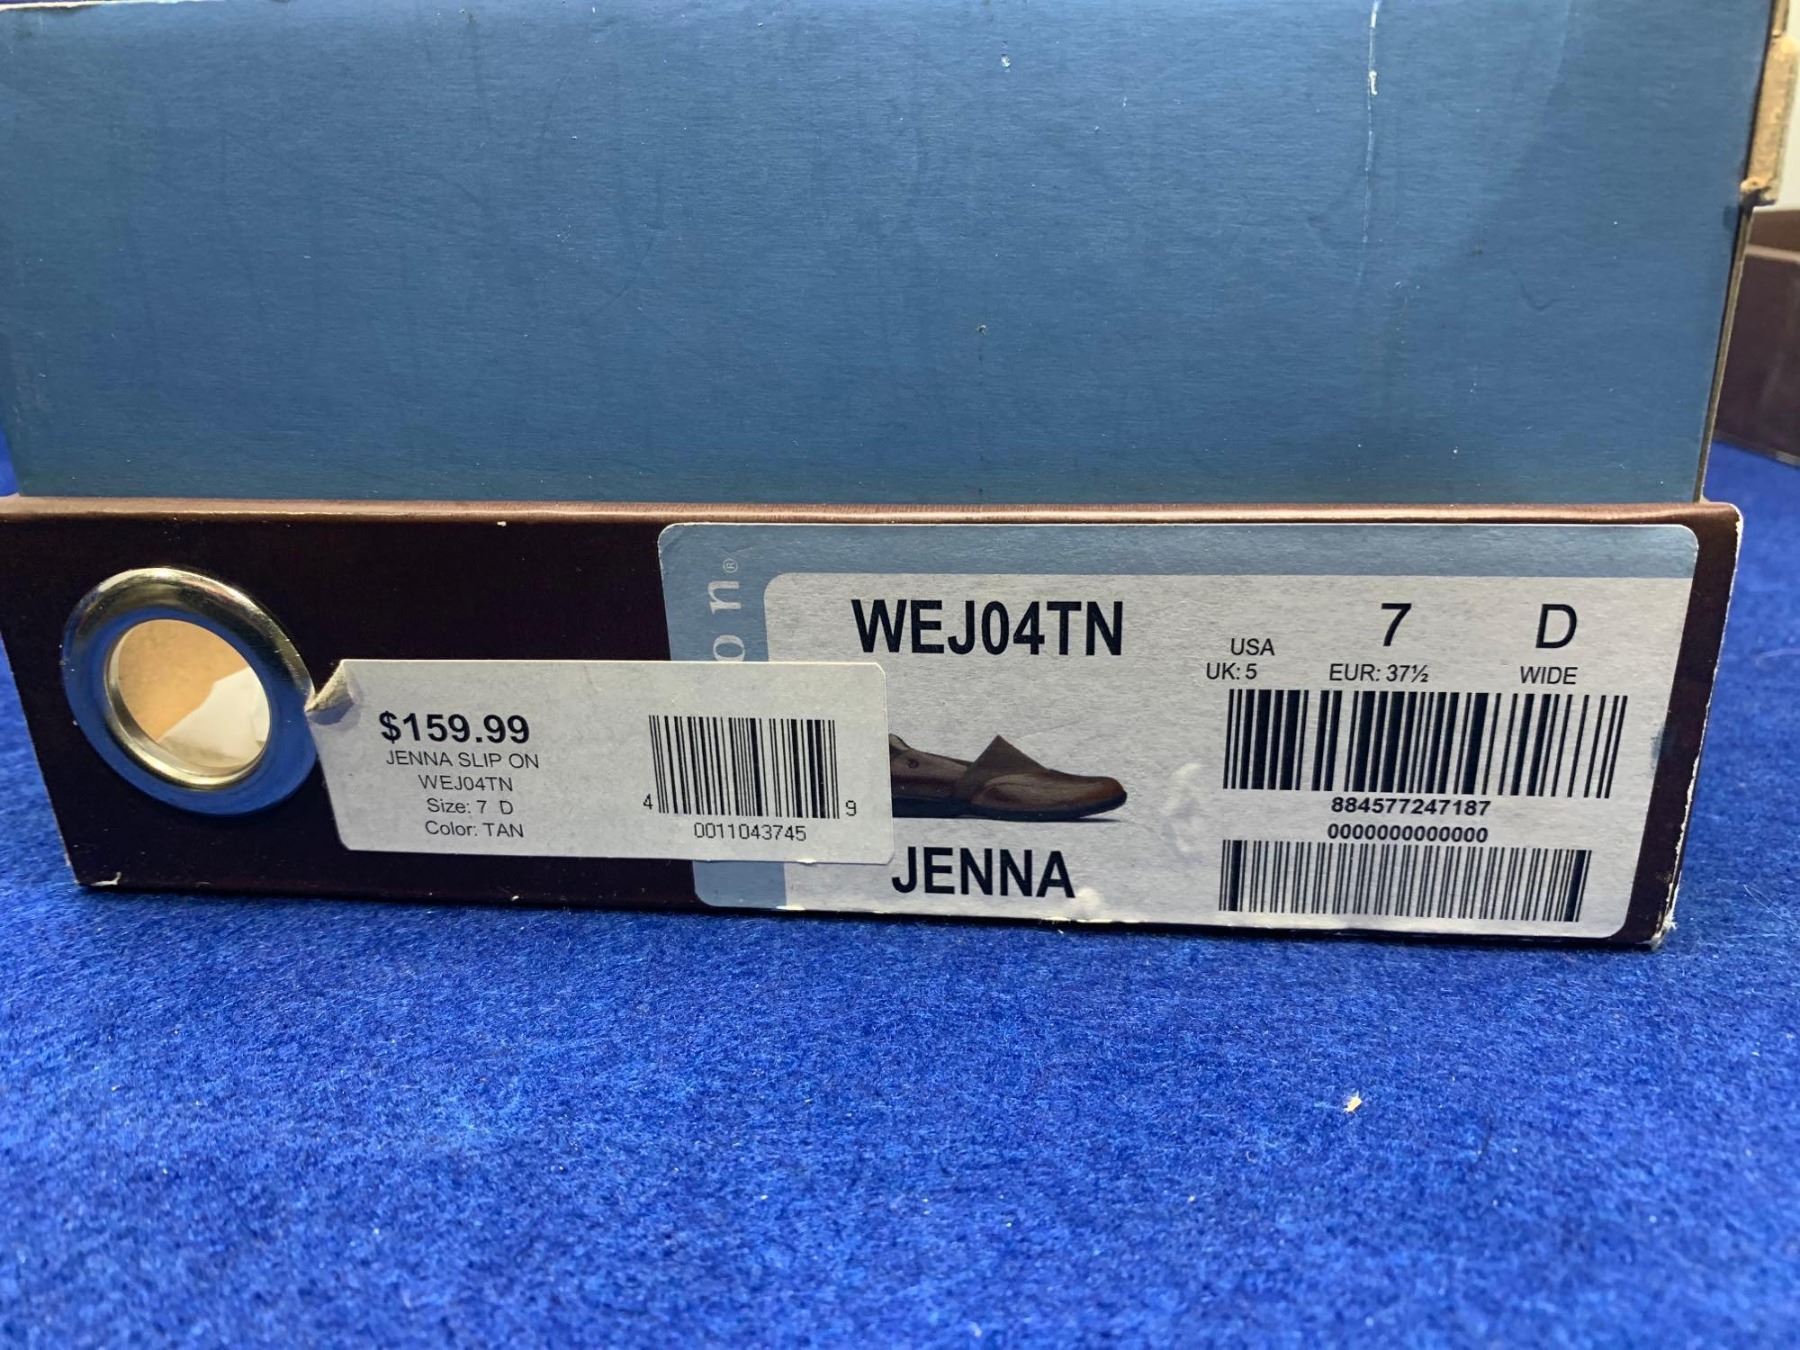 on®
WEJ04TN
7 D
USA
UK: 5 EUR: 37½ WIDE
884577247187
0000000000000
JENNA
$159.99
JENNA SLIP ON
WEJ04TN
Size: 7 D
Color: TAN
4 9
0011043745